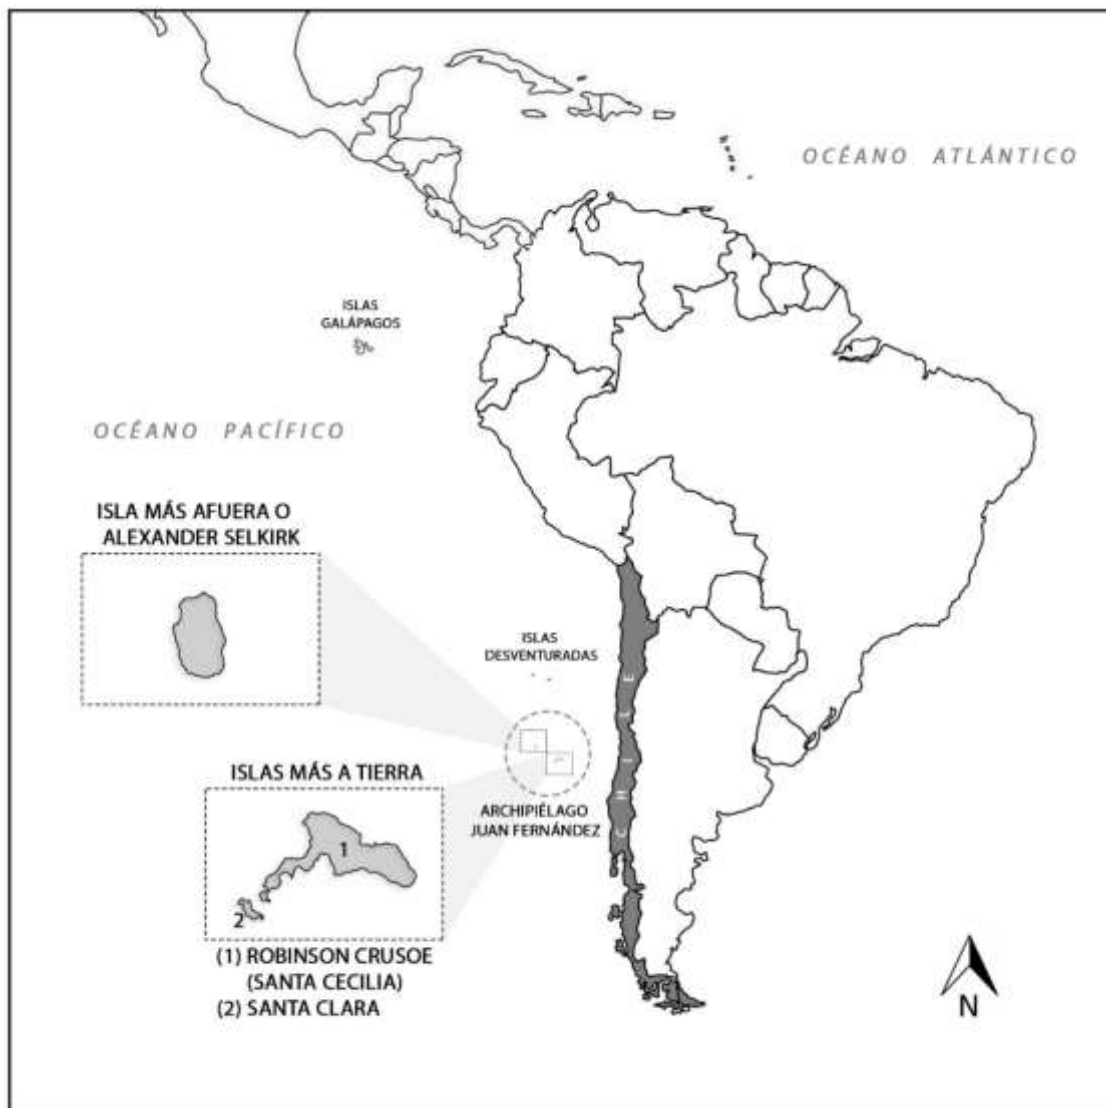 OCÉANO ATLÁNTICO
ISLAS
GALÁPAGOS
OCÉANO PACÍFICO
ISLA MÁS AFUERA O
ALEXANDER SELKIRK
ISLAS
DESVENTURADAS
CHILE
ISLAS MÁS A TIERRA
ARCHIPIÉLAGO
JUAN FERNÁNDEZ
1
2
(1) ROBINSON CRUSOE
(SANTA CECILIA)
(2) SANTA CLARA
N